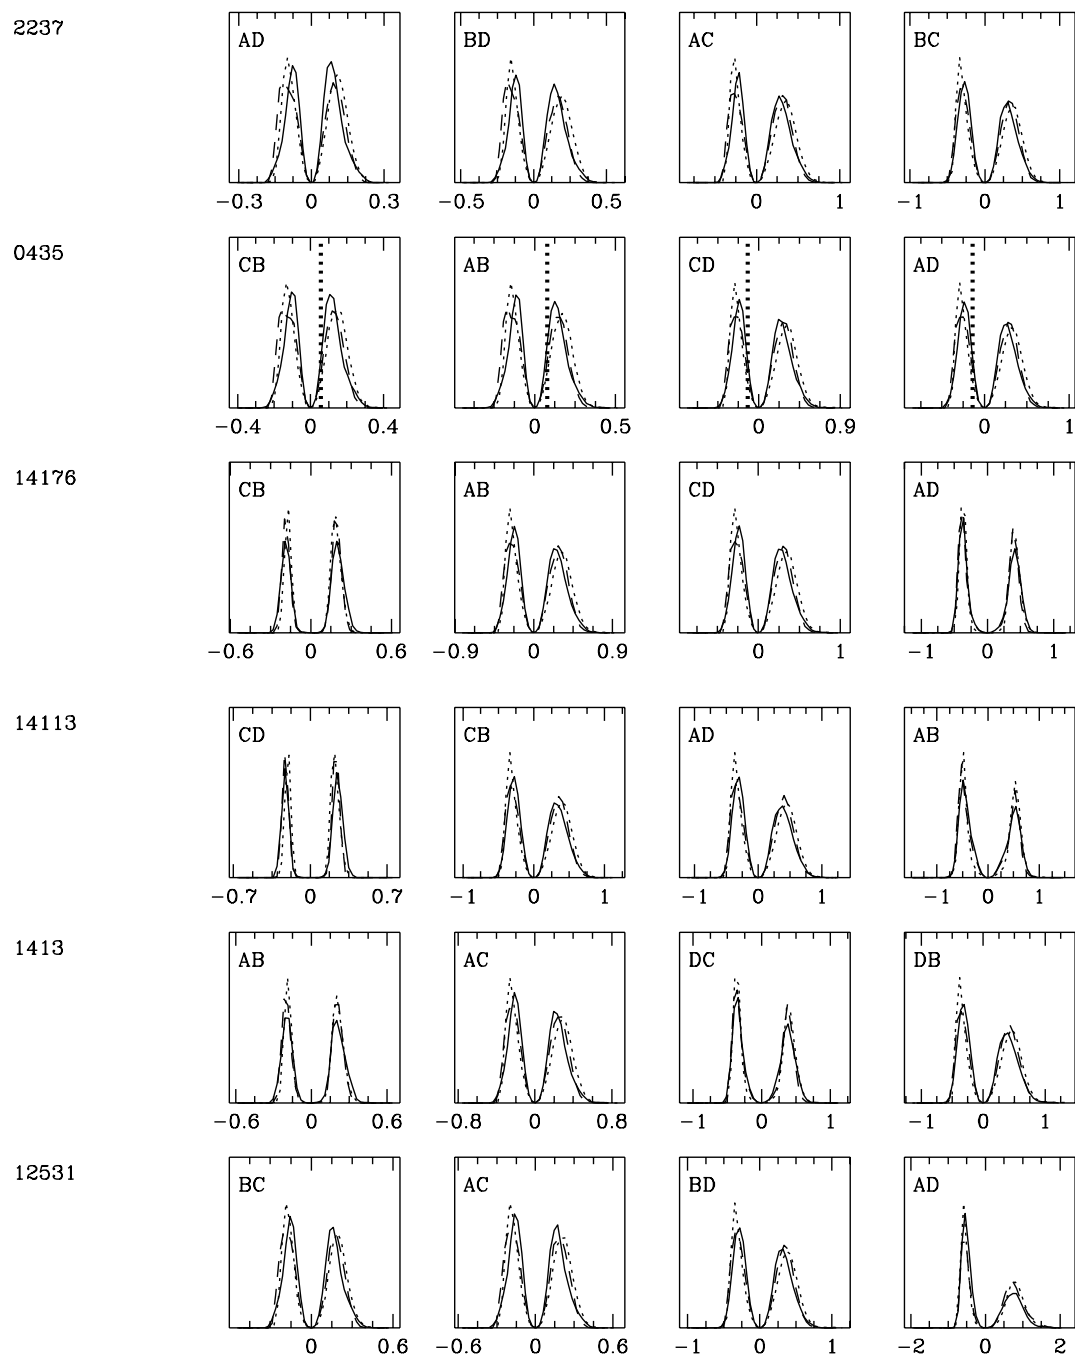 2237
AD BD AC BC
−0.3 0 0.3 −0.5 0 0.5 0 1 −1 0 1
0435
CB AB CD AD
−0.4 0 0.4 0 0.5 0 0.9 0 1
14176
CB AB CD AD
−0.6 0 0.6 −0.9 0 0.9 0 1 −1 0 1
14113
CD CB AD AB
−0.7 0 0.7 −1 0 1 0 1 −1 0 1
1413
AB AC DC DB
−0.6 0 0.6 −0.8 0 0.8 −1 0 1 −1 0 1
12531
BC AC BD AD
0 0.6 −0.6 0 0.6 −1 0 1 −2 0 2